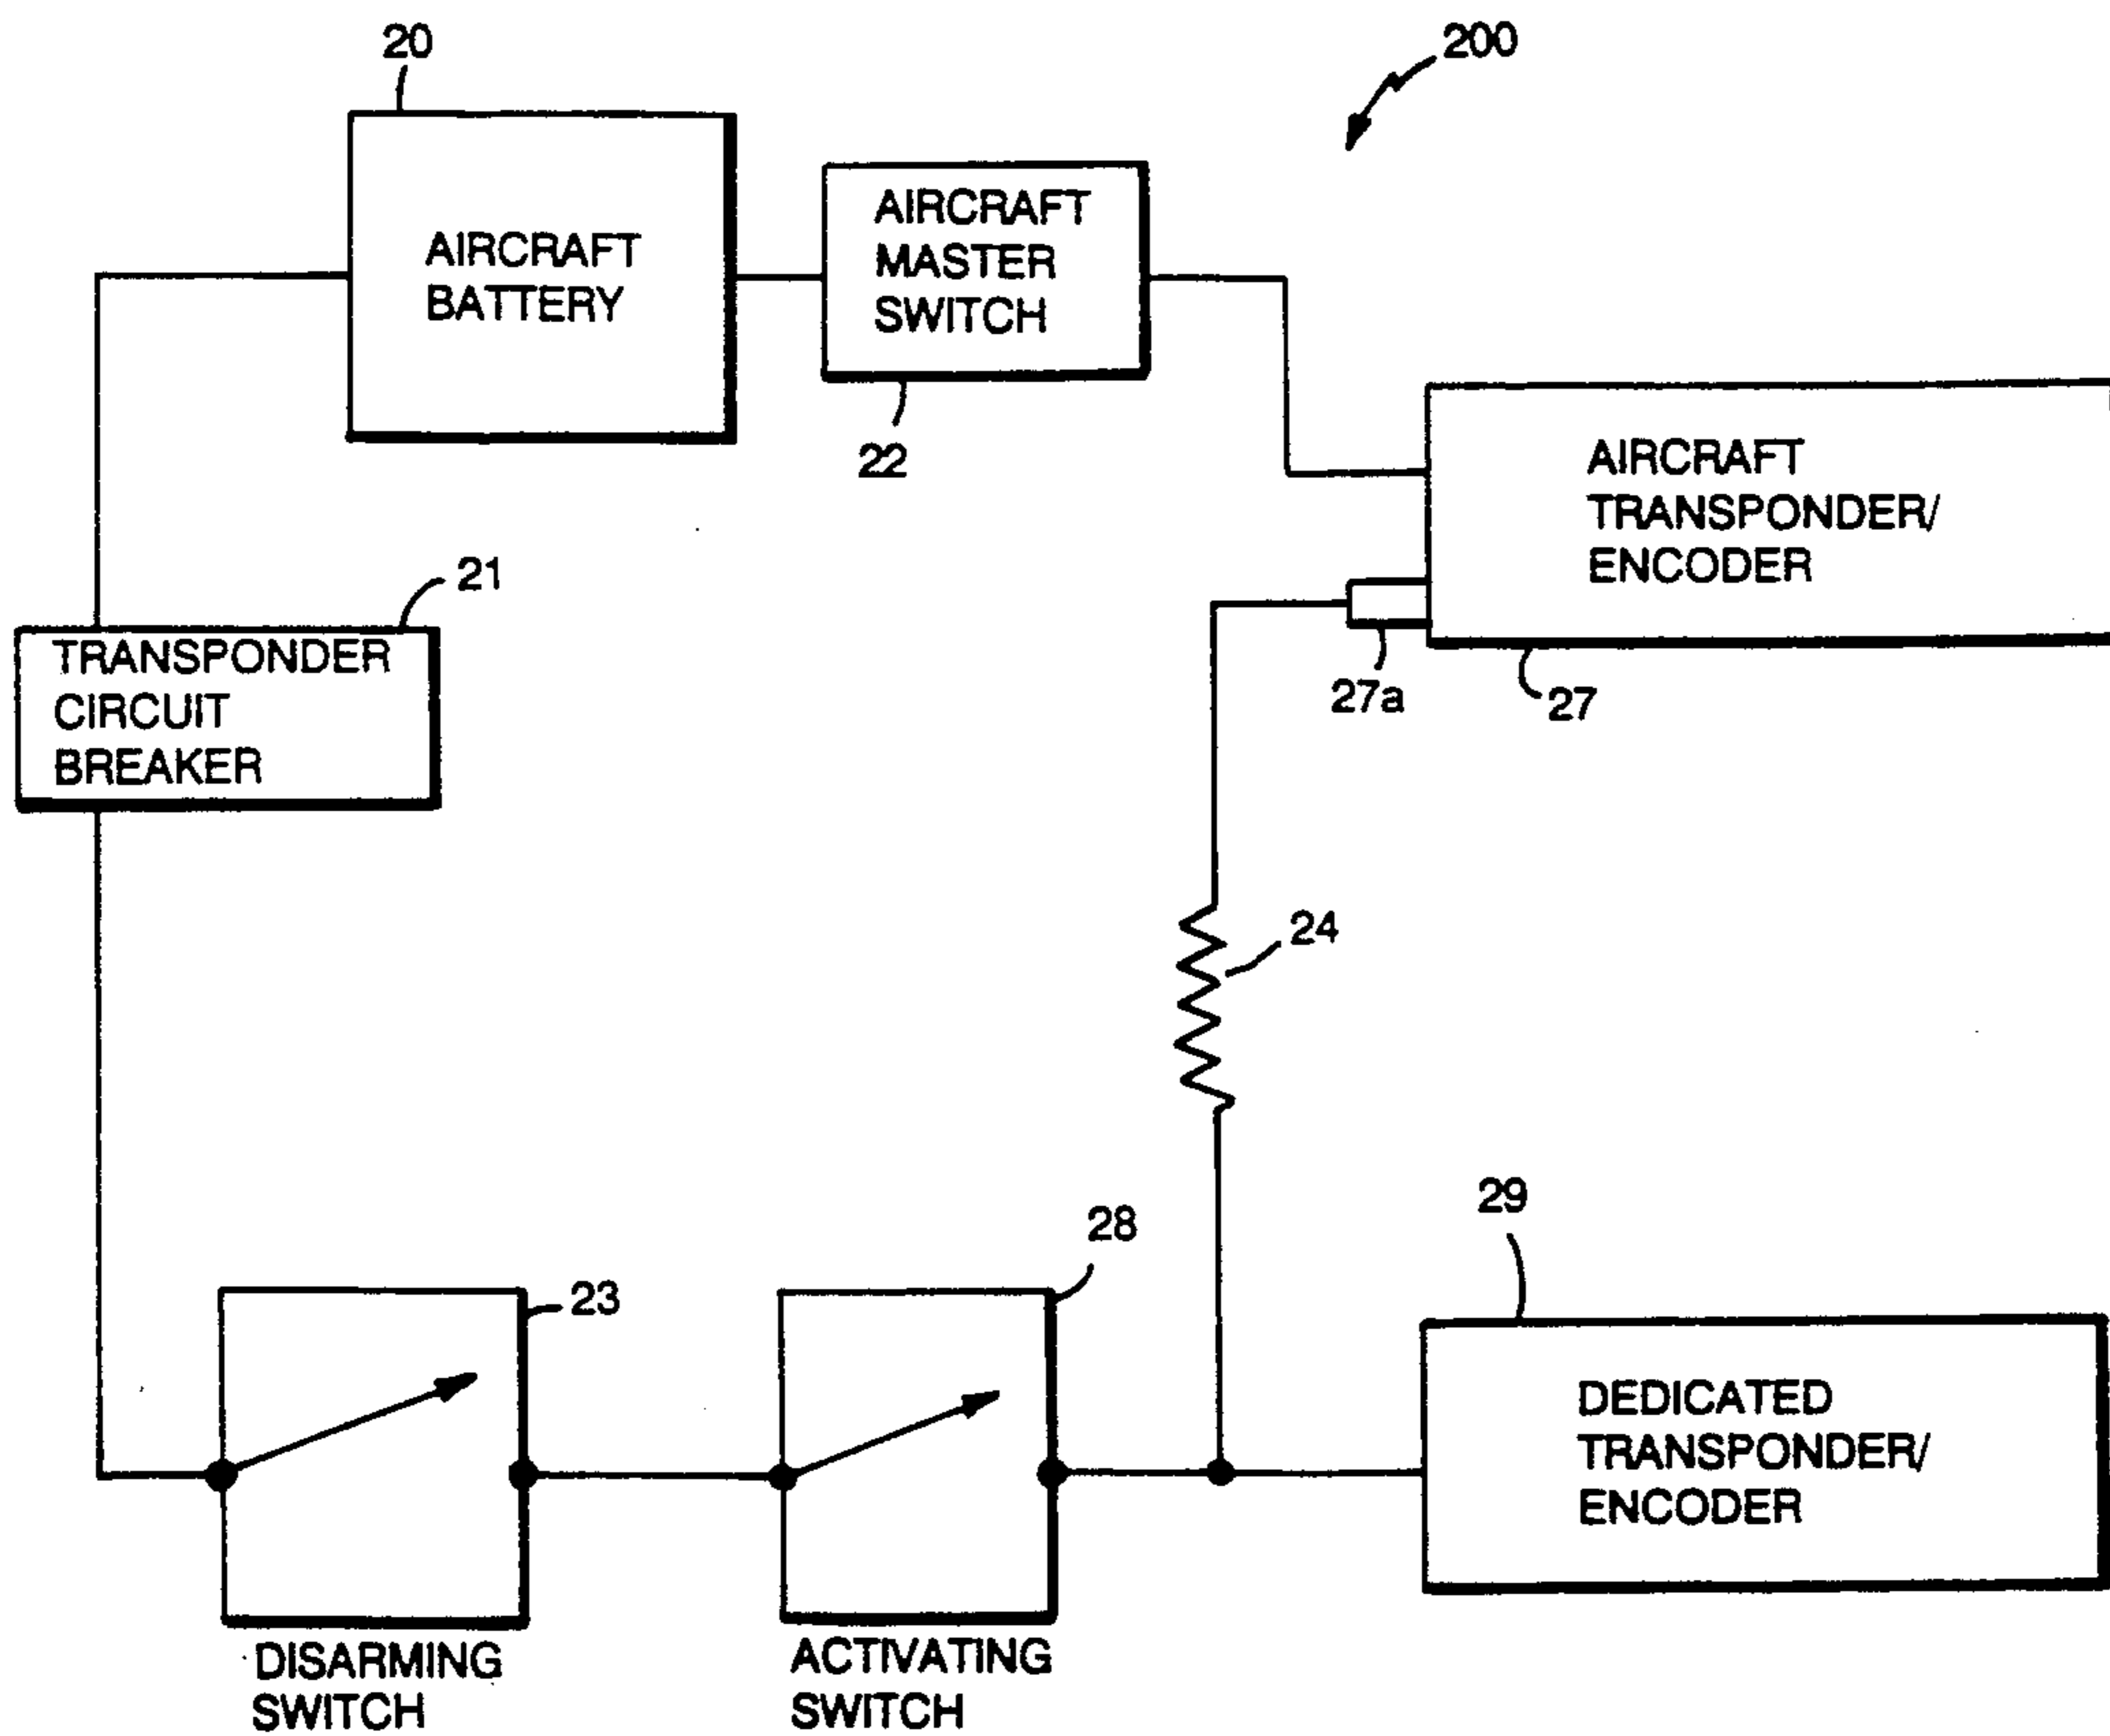 20
200
AIRCRAFT
BATTERY
AIRCRAFT
MASTER
SWITCH
22
AIRCRAFT
TRANSPONDER/
ENCODER
21
TRANSPONDER
CIRCUIT
BREAKER
27a
27
24
29
28
23
DEDICATED
TRANSPONDER/
ENCODER
DISARMING
SWITCH
ACTIVATING
SWITCH